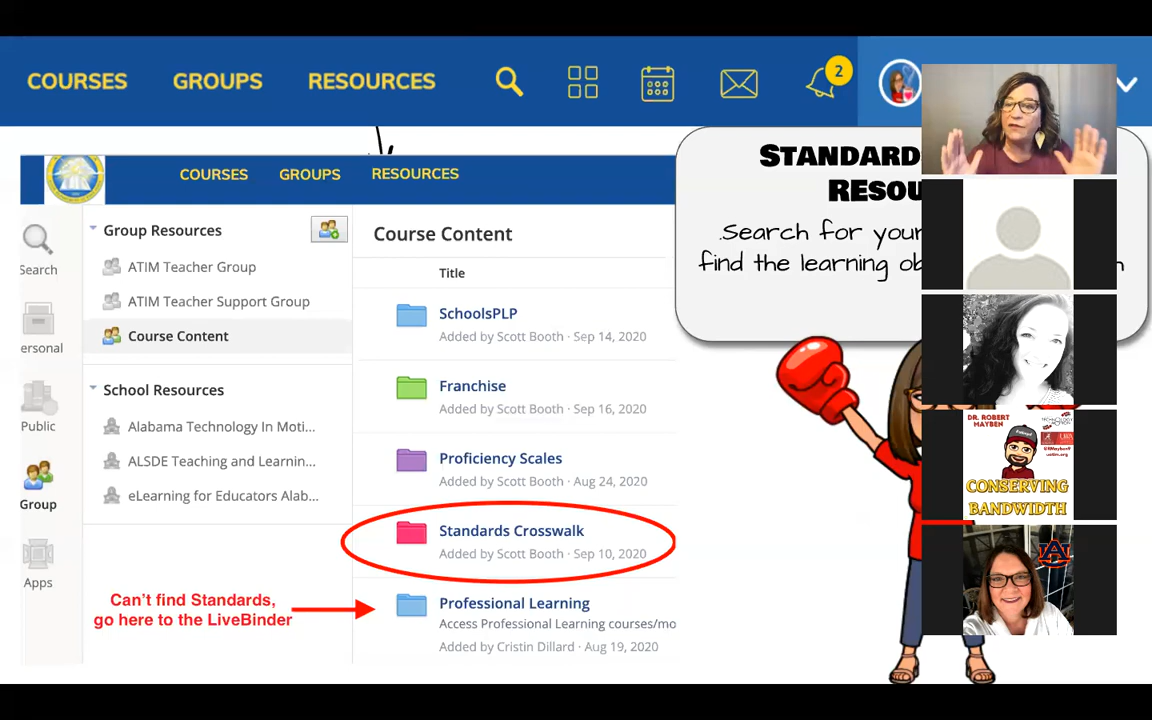 COURSES GROUPS RESOURCES 2
COURSES GROUPS RESOURCES
Search
ersonal
Public
Group
Apps
Group Resources
ATIM Teacher Group
ATIM Teacher Support Group
Course Content
School Resources
Alabama Technology In Moti...
ALSDE Teaching and Learnin...
eLearning for Educators Alab...
Can't find Standards,
go here to the LiveBinder
Course Content
Title
SchoolsPLP
Added by Scott Booth · Sep 14, 2020
Franchise
Added by Scott Booth · Sep 16, 2020
Proficiency Scales
Added by Scott Booth · Aug 24, 2020
Standards Crosswalk
Added by Scott Booth · Sep 10, 2020
Professional Learning
Access Professional Learning courses/mo
Added by Cristin Dillard · Aug 19, 2020
STANDARD
RESOU
.Search for your
find the learning ob
DR. ROBERT
MAYBEN
CONSERVING
BANDWIDTH